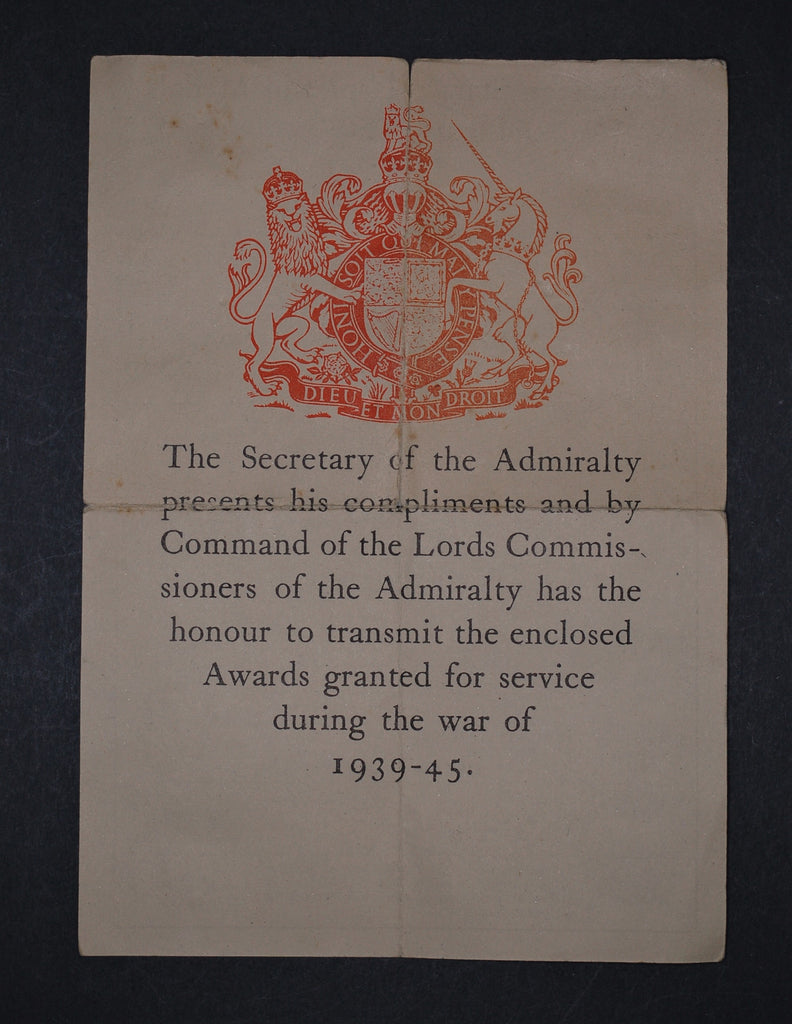 HONI SOIT QUI MAL Y PENSE
DIEU ET MON DROIT
The Secretary of the Admiralty
presents his compliments and by
Command of the Lords Commis-
sioners of the Admiralty has the
honour to transmit the enclosed
Awards granted for service
during the war of
1939-45.